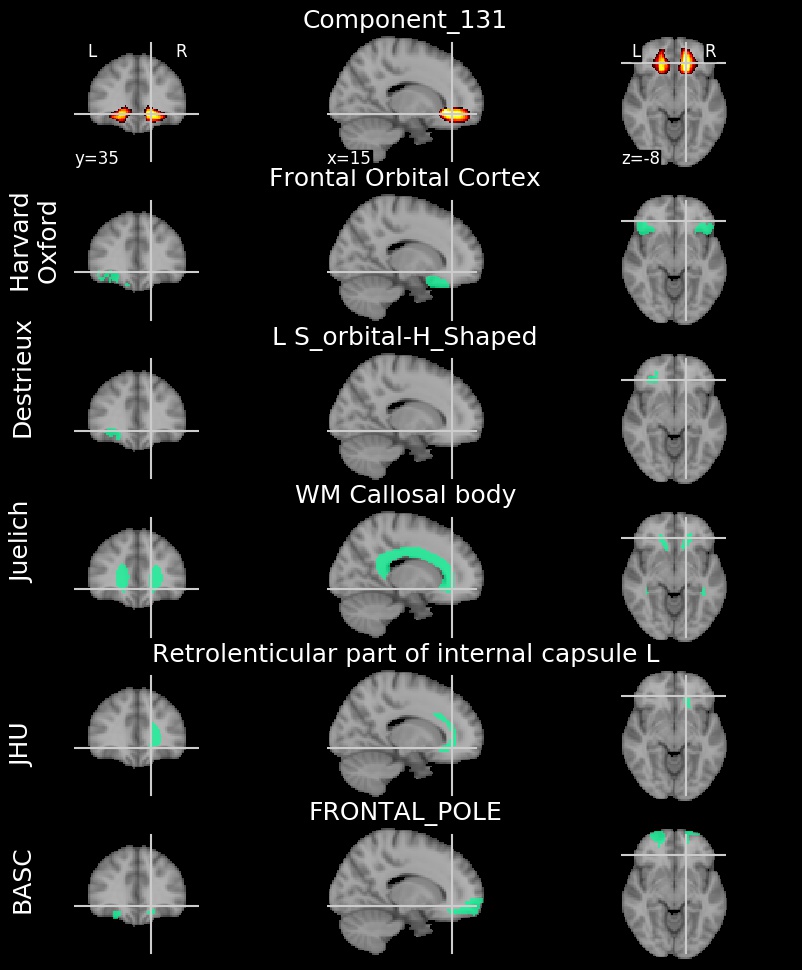 Component_131
L R L R
y=35 x=15 z=-8
Frontal Orbital Cortex
Harvard
Oxford
L S_orbital-H_Shaped
Destrieux
WM Callosal body
Juelich
Retrolenticular part of internal capsule L
JHU
FRONTAL_POLE
BASC